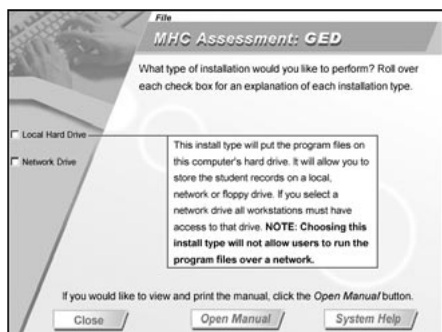 File
MHC Assessment: GED
What type of installation would you like to perform? Roll over
each check box for an explanation of each installation type.
Local Hard Drive
Network Drive
This install type will put the program files on
this computer's hard drive. It will allow you to
store the student records on a local,
network or floppy drive. If you select a
network drive all workstations must have
access to that drive. NOTE: Choosing this
install type will not allow users to run the
program files over a network.
If you would like to view and print the manual, click the Open Manual button.
Close
Open Manual
System Help